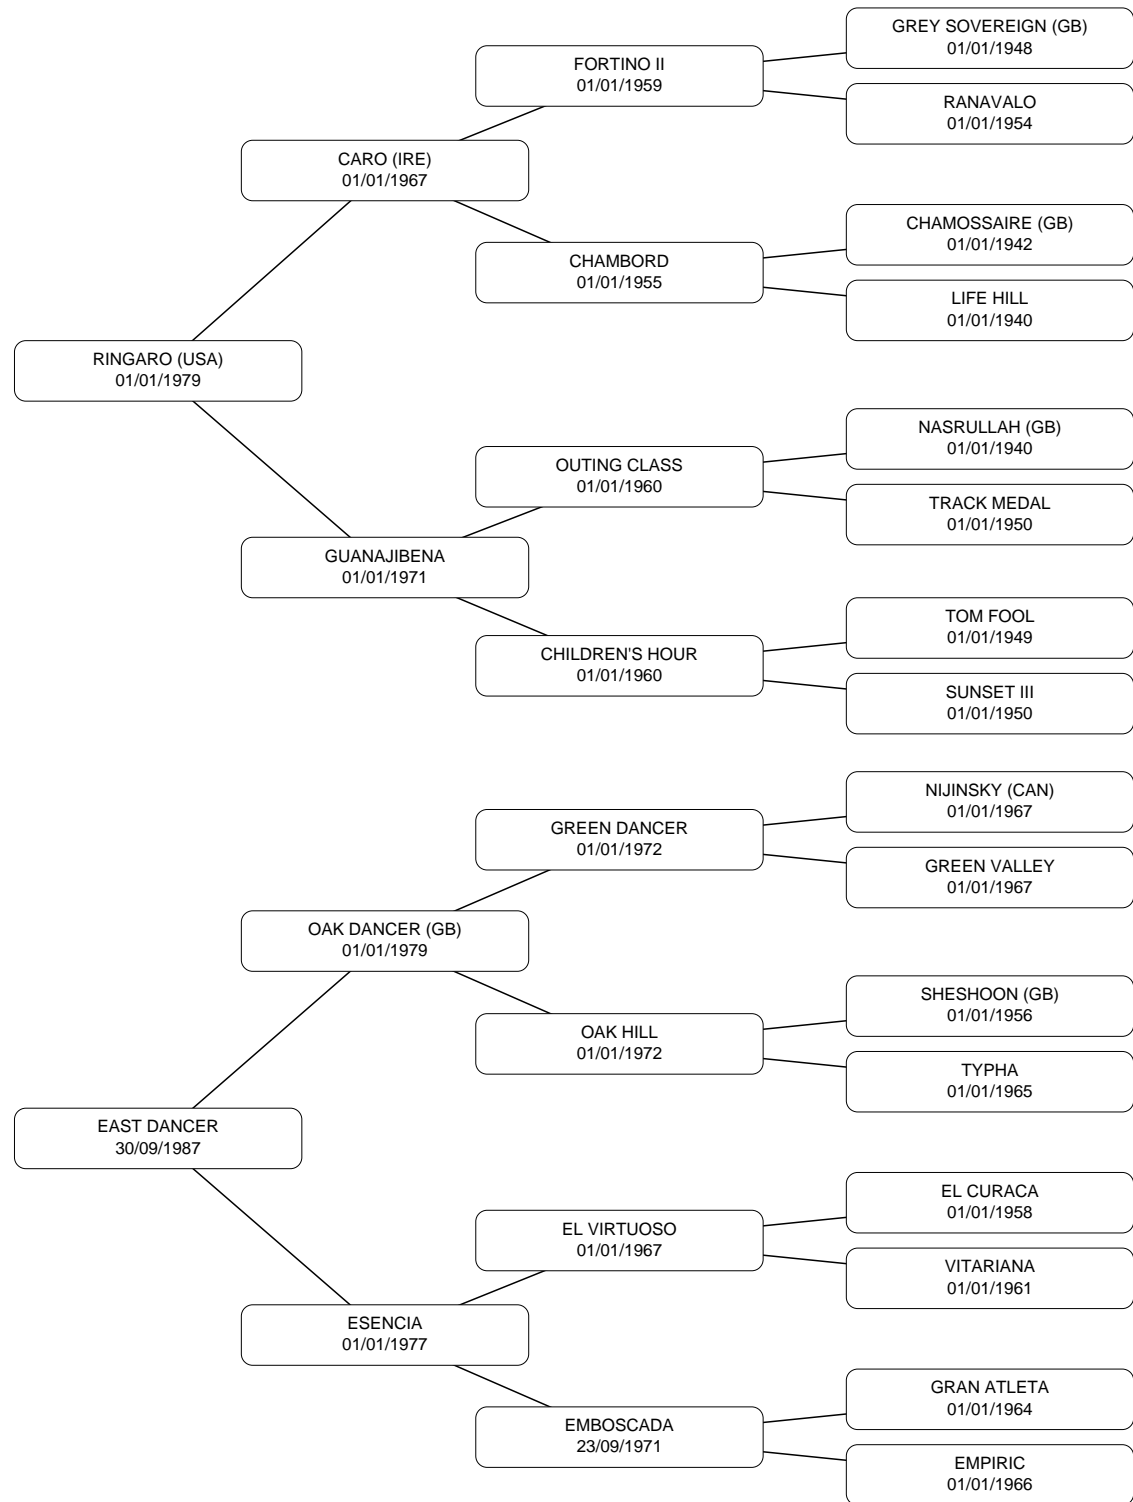 GREY SOVEREIGN (GB)
01/01/1948
FORTINO II
01/01/1959
RANAVALO
01/01/1954
CARO (IRE)
01/01/1967
CHAMOSSAIRE (GB)
01/01/1942
CHAMBORD
01/01/1955
LIFE HILL
01/01/1940
RINGARO (USA)
01/01/1979
NASRULLAH (GB)
01/01/1940
OUTING CLASS
01/01/1960
TRACK MEDAL
01/01/1950
GUANAJIBENA
01/01/1971
TOM FOOL
01/01/1949
CHILDREN'S HOUR
01/01/1960
SUNSET III
01/01/1950
NIJINSKY (CAN)
01/01/1967
GREEN DANCER
01/01/1972
GREEN VALLEY
01/01/1967
OAK DANCER (GB)
01/01/1979
SHESHOON (GB)
01/01/1956
OAK HILL
01/01/1972
TYPHA
01/01/1965
EAST DANCER
30/09/1987
EL CURACA
01/01/1958
EL VIRTUOSO
01/01/1967
VITARIANA
01/01/1961
ESENCIA
01/01/1977
GRAN ATLETA
01/01/1964
EMBOSCADA
23/09/1971
EMPIRIC
01/01/1966